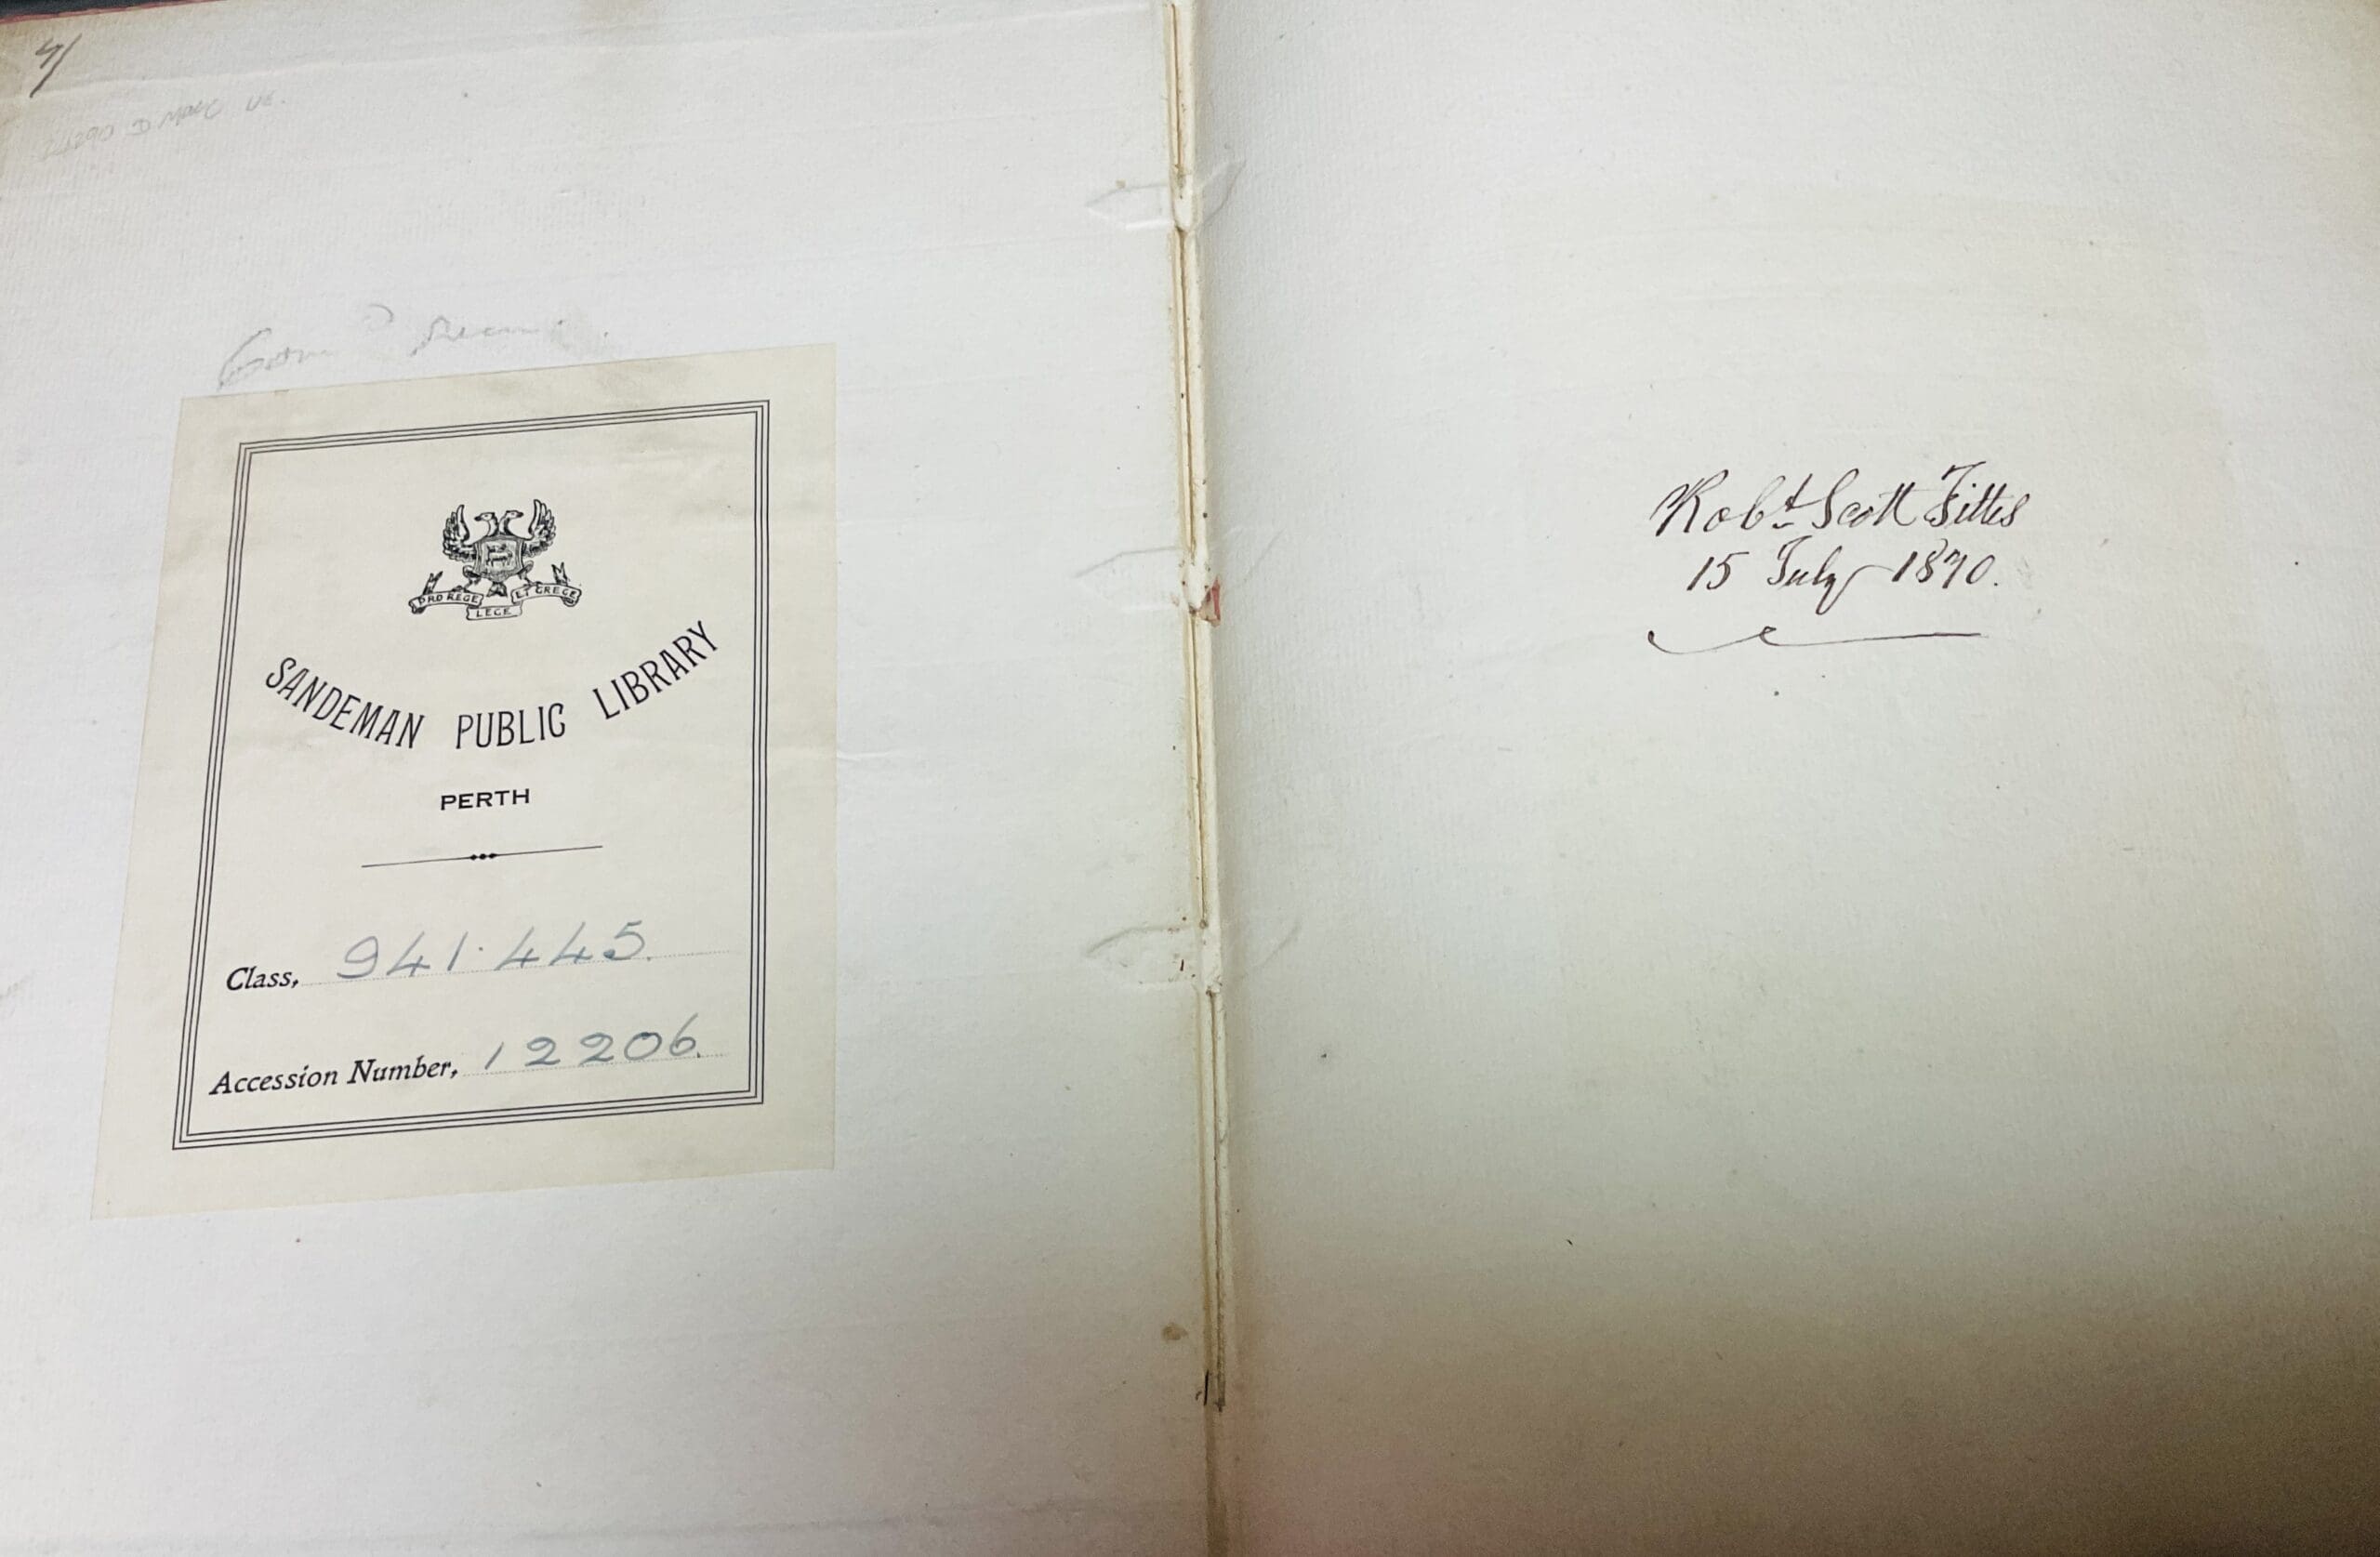 4/
PRO REGE
LEGE
ET GREGE
SANDEMAN PUBLIC LIBRARY
PERTH
Class, 941.445.
Accession Number, 12206.
Robt Scott Fittis
15 July 1870.